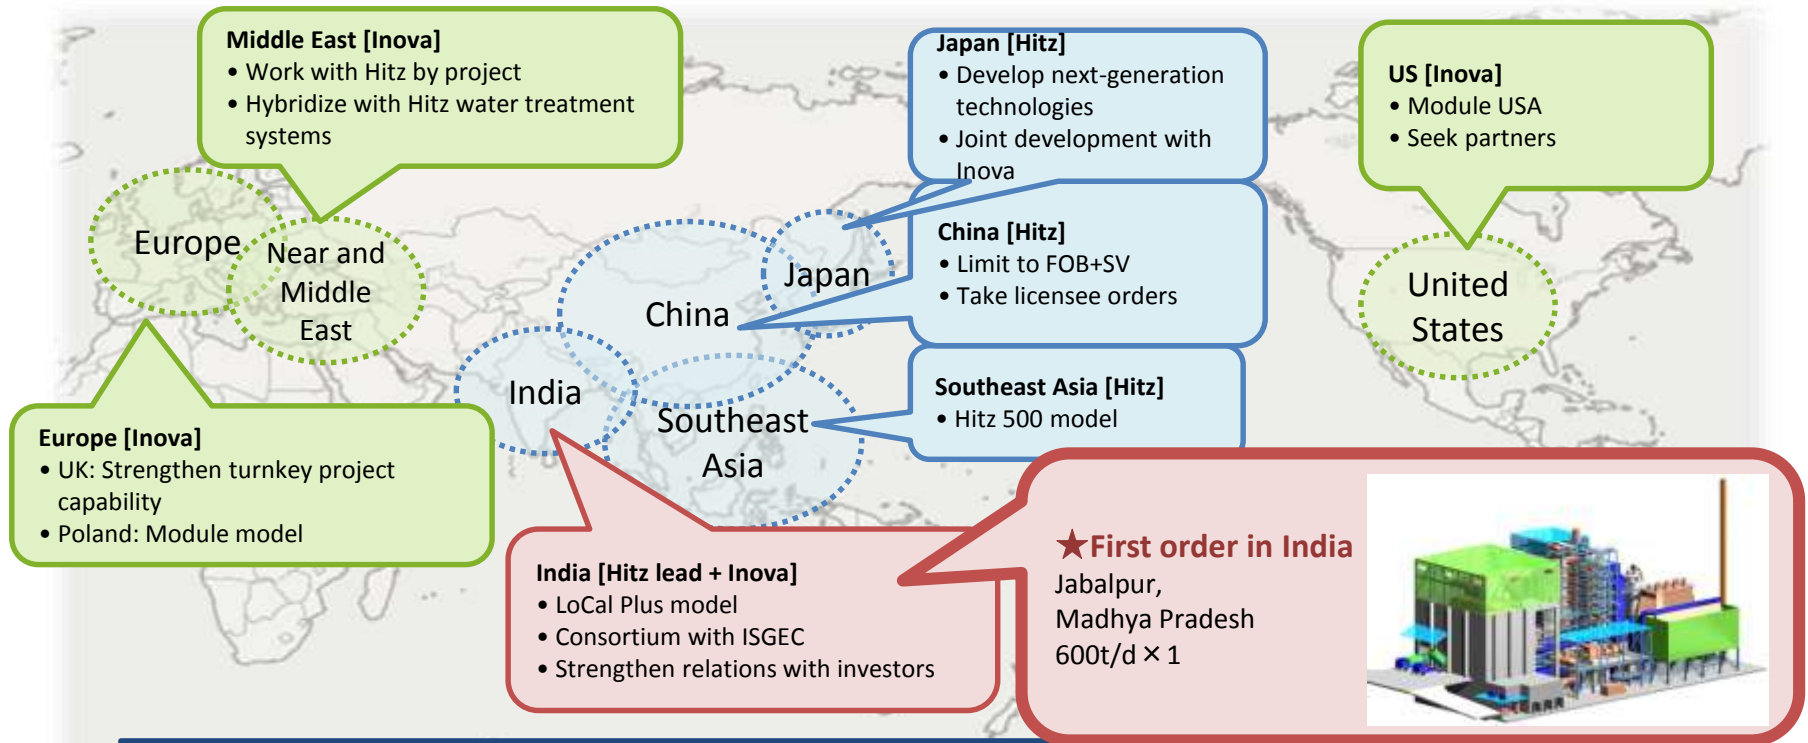 Middle East [Inova]
• Work with Hitz by project
• Hybridize with Hitz water treatment
systems
Japan [Hitz]
• Develop next-generation
technologies
• Joint development with
Inova
US [Inova]
• Module USA
• Seek partners
China [Hitz]
• Limit to FOB+SV
• Take licensee orders
Europe
Near and
Middle
East
China
Japan
United
States
India
Southeast
Asia
Southeast Asia [Hitz]
• Hitz 500 model
Europe [Inova]
• UK: Strengthen turnkey project
capability
• Poland: Module model
India [Hitz lead + Inova]
• LoCal Plus model
• Consortium with ISGEC
• Strengthen relations with investors
★First order in India
Jabalpur,
Madhya Pradesh
600t/d × 1